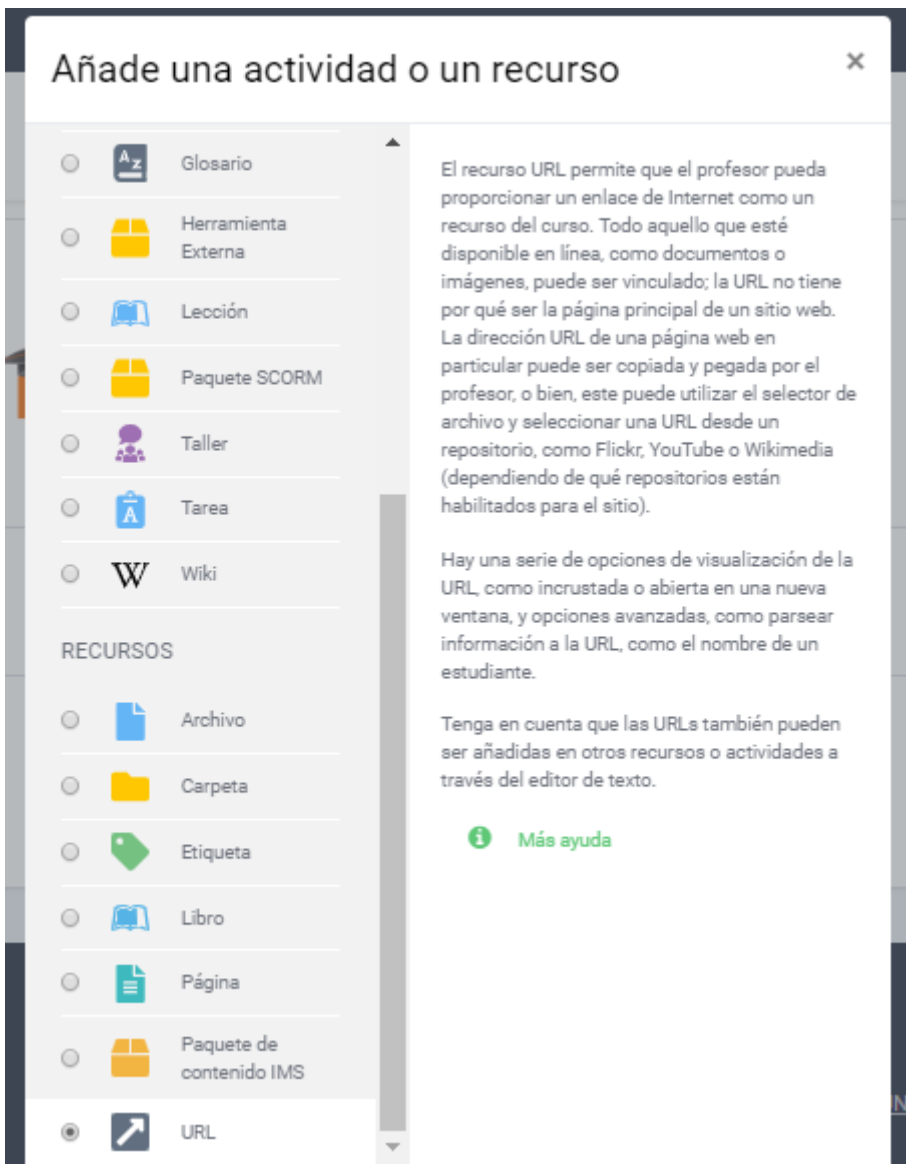 Añade una actividad o un recurso
×
A z
Glosario
Herramienta
Externa
Lección
Paquete SCORM
Taller
A
Tarea
W
Wiki
RECURSOS
Archivo
Carpeta
Etiqueta
Libro
Página
Paquete de
contenido IMS
URL
El recurso URL permite que el profesor pueda
proporcionar un enlace de Internet como un
recurso del curso. Todo aquello que esté
disponible en línea, como documentos o
imágenes, puede ser vinculado; la URL no tiene
por qué ser la página principal de un sitio web.
La dirección URL de una página web en
particular puede ser copiada y pegada por el
profesor, o bien, este puede utilizar el selector de
archivo y seleccionar una URL desde un
repositorio, como Flickr, YouTube o Wikimedia
(dependiendo de qué repositorios están
habilitados para el sitio).
Hay una serie de opciones de visualización de la
URL, como incrustada o abierta en una nueva
ventana, y opciones avanzadas, como parsear
información a la URL, como el nombre de un
estudiante.
Tenga en cuenta que las URLs también pueden
ser añadidas en otros recursos o actividades a
través del editor de texto.
Más ayuda